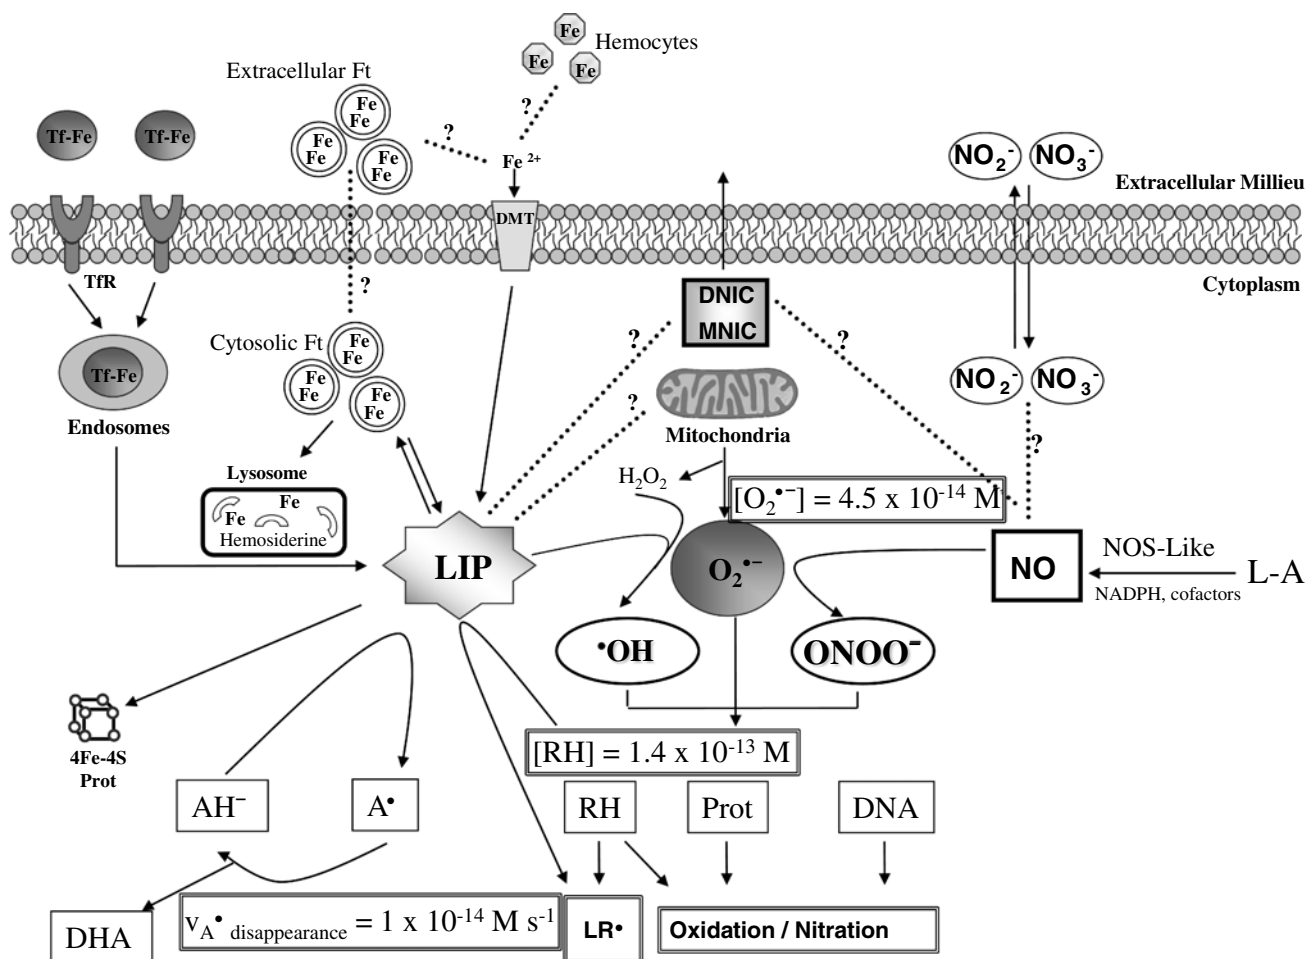 Fe
Hemocytes
Fe
Fe
Extracellular Ft
?
Fe
Fe
Tf-Fe
Tf-Fe
?
Fe
Fe
Fe
Fe
Fe 2+
NO2-
NO3-
Extracellular Millieu
DMT
TfR
?
Cytoplasm
DNIC
MNIC
?
?
Cytosolic Ft
Fe
Fe
Tf-Fe
Fe
Fe
Fe
Fe
NO2-
NO3-
?
Endosomes
Mitochondria
?
Lysosome
H2O2
[O2•−] = 4.5 x 10-14 M
Fe
Fe
Hemosiderine
LIP
O2•−
NO
NOS-Like
L-A
NADPH, cofactors
•OH
ONOO−
4Fe-4S
Prot
[RH] = 1.4 x 10-13 M
AH−
A•
RH
Prot
DNA
DHA
vA• disappearance = 1 x 10-14 M s-1
LR•
Oxidation / Nitration